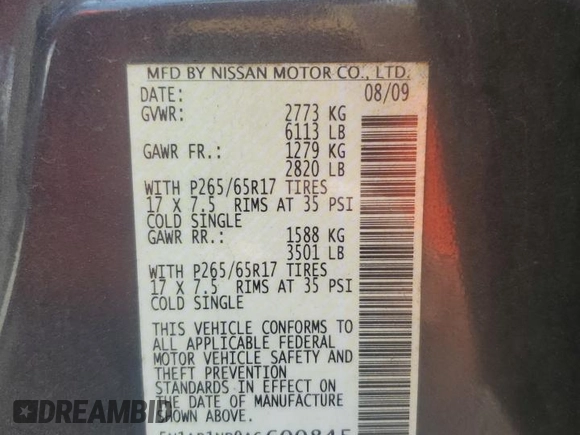 MFD BY NISSAN MOTOR CO., LTD.
DATE: 08/09
GVWR: 2773 KG
6113 LB
GAWR FR.: 1279 KG
2820 LB
WITH P265/65R17 TIRES
17 X 7.5 RIMS AT 35 PSI
COLD SINGLE
GAWR RR.: 1588 KG
3501 LB
WITH P265/65R17 TIRES
17 X 7.5 RIMS AT 35 PSI
COLD SINGLE
THIS VEHICLE CONFORMS TO
ALL APPLICABLE FEDERAL
MOTOR VEHICLE SAFETY AND
THEFT PREVENTION
STANDARDS IN EFFECT ON
THE DATE OF MANUFACTUR
SHOWN ABOVE.
DEALERSHIPS.IO